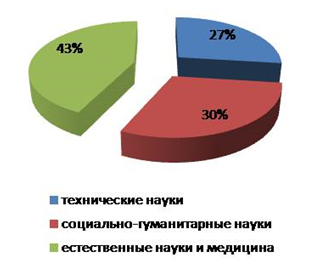 43%
27%
30%
технические науки
социально-гуманитарные науки
естественные науки и медицина